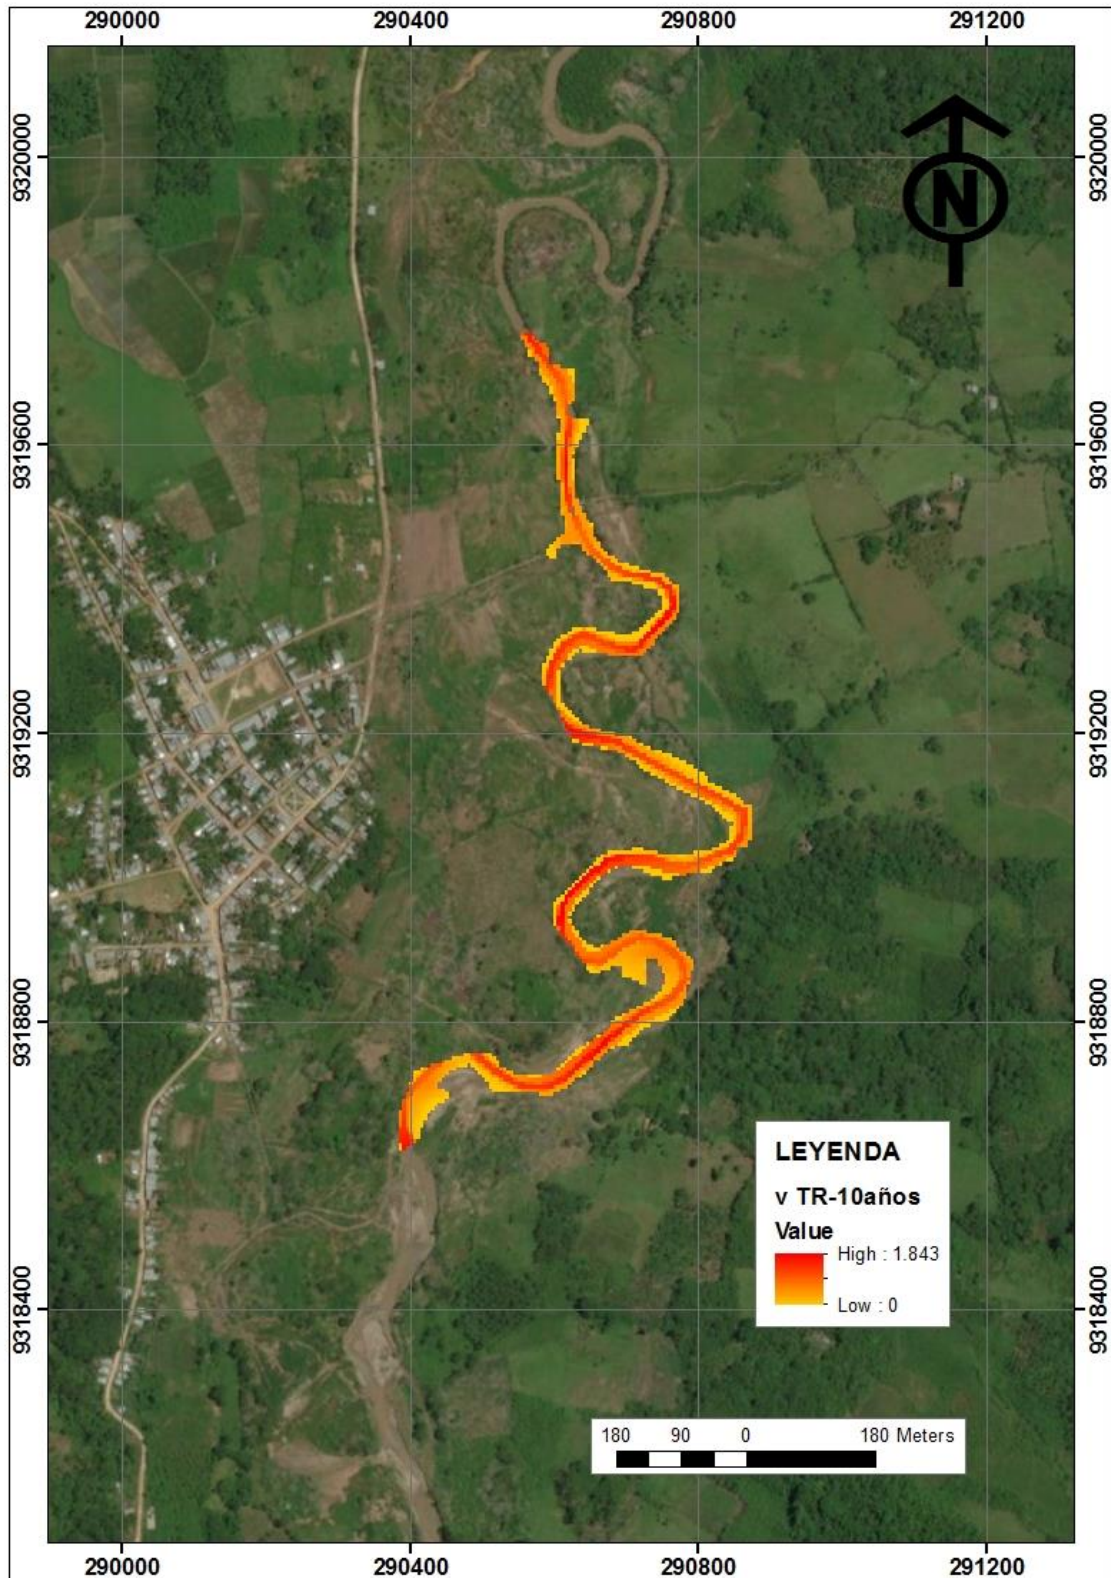 290000 290400 290800 291200
9320000 9320000
N
9319600 9319600
9319200 9319200
9318800 9318800
LEYENDA
v TR-10años
Value
High : 1.843
Low : 0
9318400 9318400
180 90 0 180 Meters
290000 290400 290800 291200